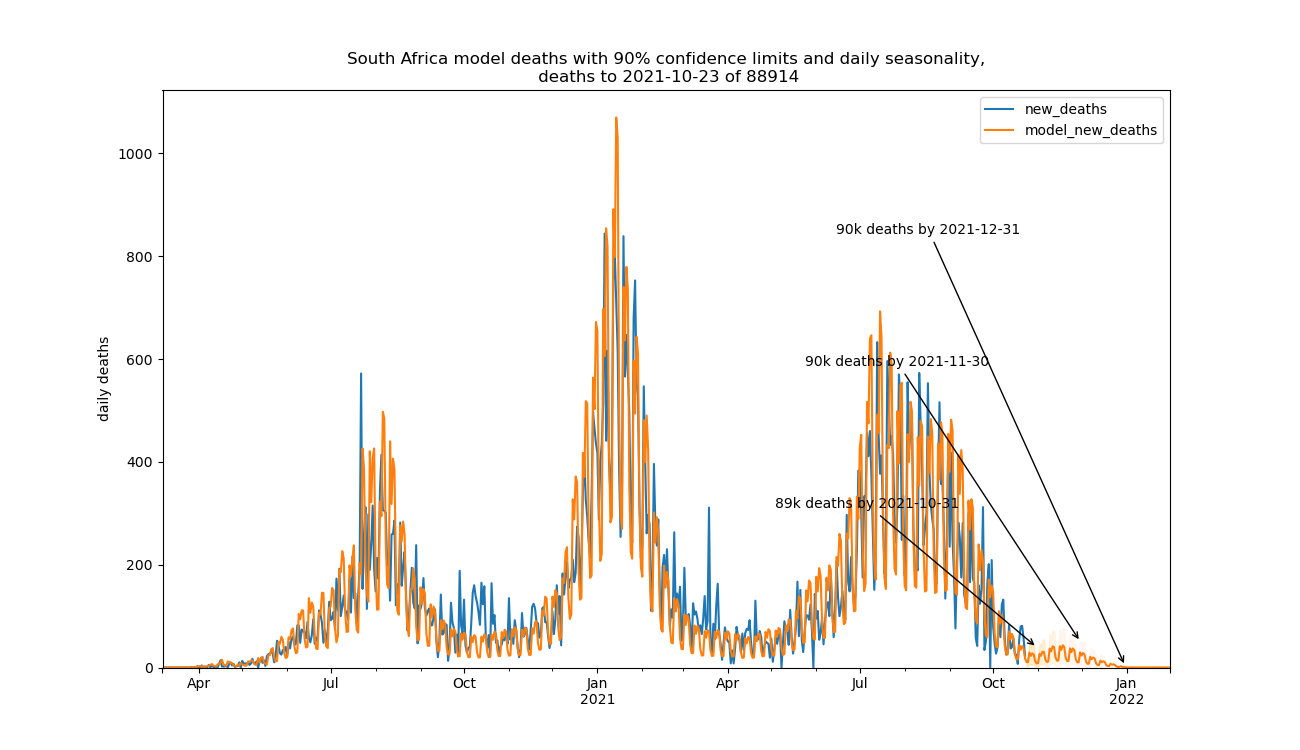 South Africa model deaths with 90% confidence limits and daily seasonality,
deaths to 2021-10-23 of 88914
new_deaths
model_new_deaths
1000
800
600
400
200
0
daily deaths
90k deaths by 2021-12-31
90k deaths by 2021-11-30
89k deaths by 2021-10-31
Apr Jul Oct Jan Apr Jul Oct Jan
2021 2022